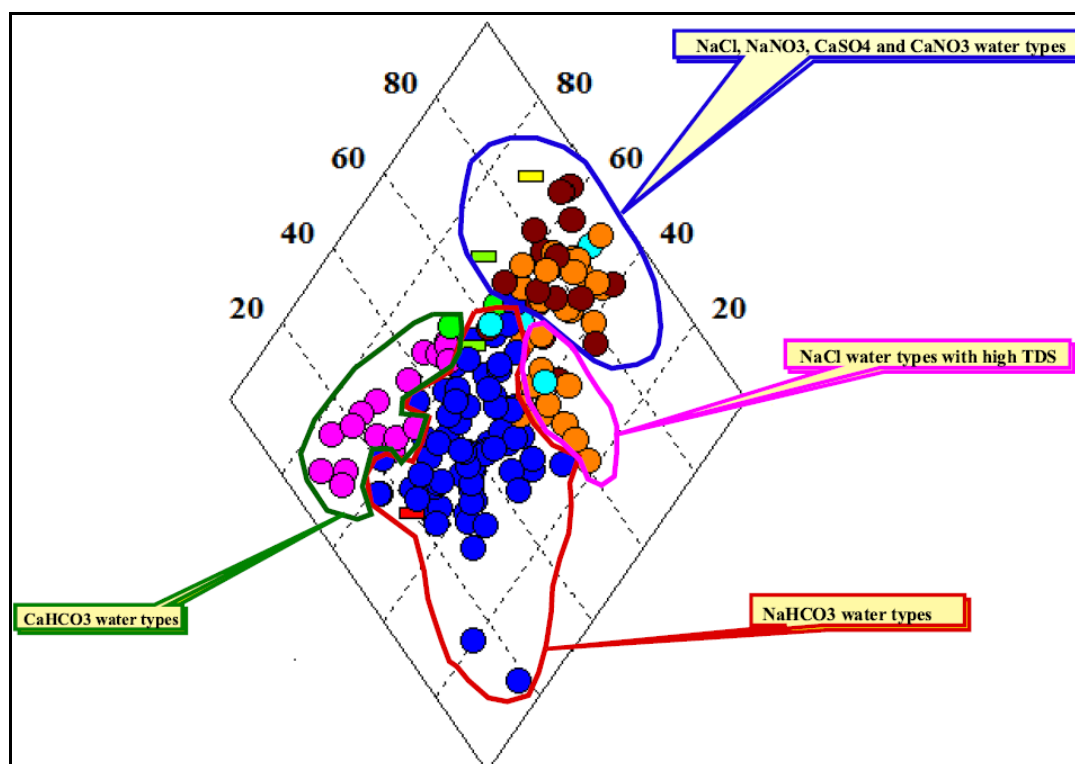 NaCl, NaNO3, CaSO4 and CaNO3 water types
80 80
60 60
40 40
20 20
NaCl water types with high TDS
CaHCO3 water types
NaHCO3 water types